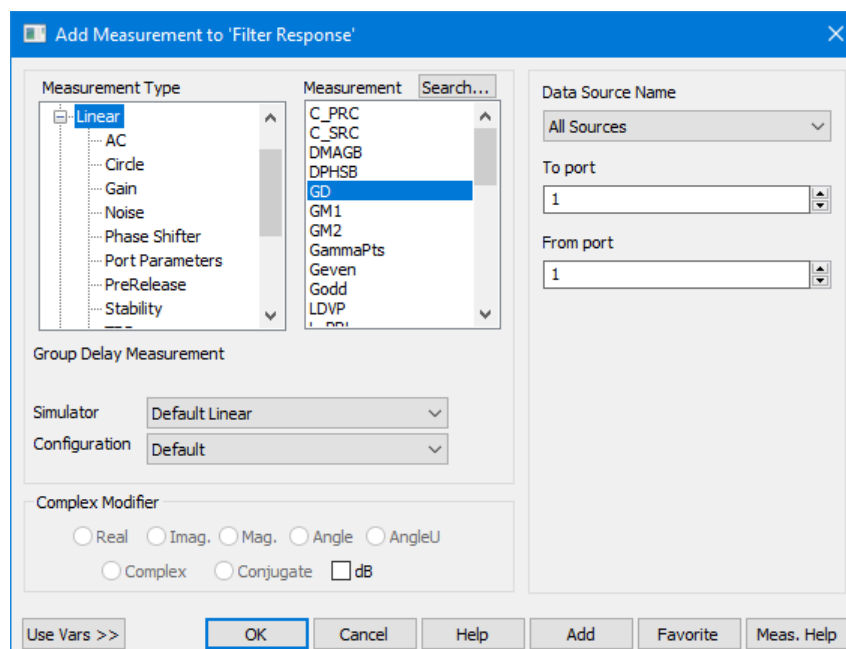 Add Measurement to 'Filter Response'
Measurement Type
Linear
AC
Circle
Gain
Noise
Phase Shifter
Port Parameters
PreRelease
Stability
Measurement
Search...
C_PRC
C_SRC
DMAGB
DPHSB
GD
GM1
GM2
GammaPts
Geven
Godd
LDVP
Data Source Name
All Sources
To port
1
From port
1
Group Delay Measurement
Simulator
Default Linear
Configuration
Default
Complex Modifier
Real Imag. Mag. Angle AngleU
Complex Conjugate dB
Use Vars >> OK Cancel Help Add Favorite Meas. Help